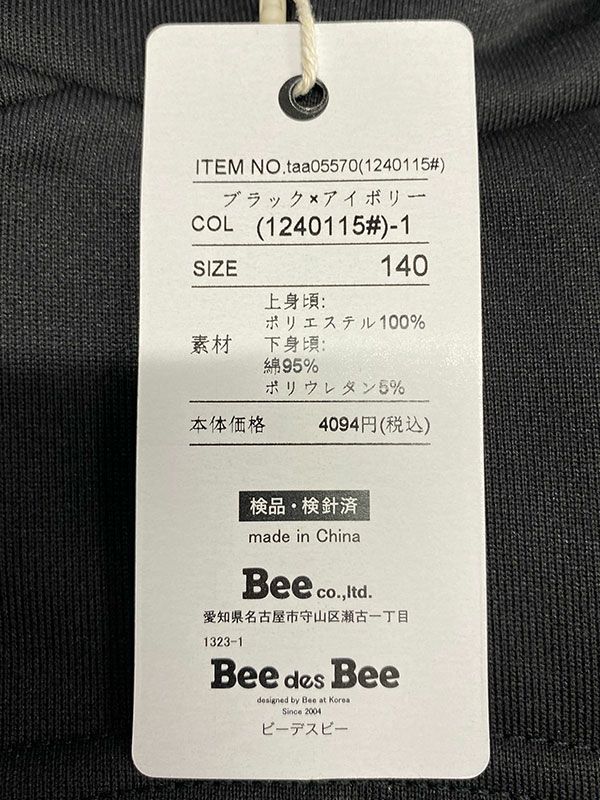 ITEM NO.taa05570(1240115#)
ブラック×アイボリー
COL (1240115#)-1
SIZE 140
上身頃:
ポリエステル100%
素材 下身頃:
綿95%
ポリウレタン5%
本体価格 4094円(税込)
検品・検針済
made in China
Bee co.,ltd.
愛知県名古屋市守山区瀬古一丁目
1323-1
Bee des Bee
designed by Bee at Korea
Since 2004
ビーデスビー